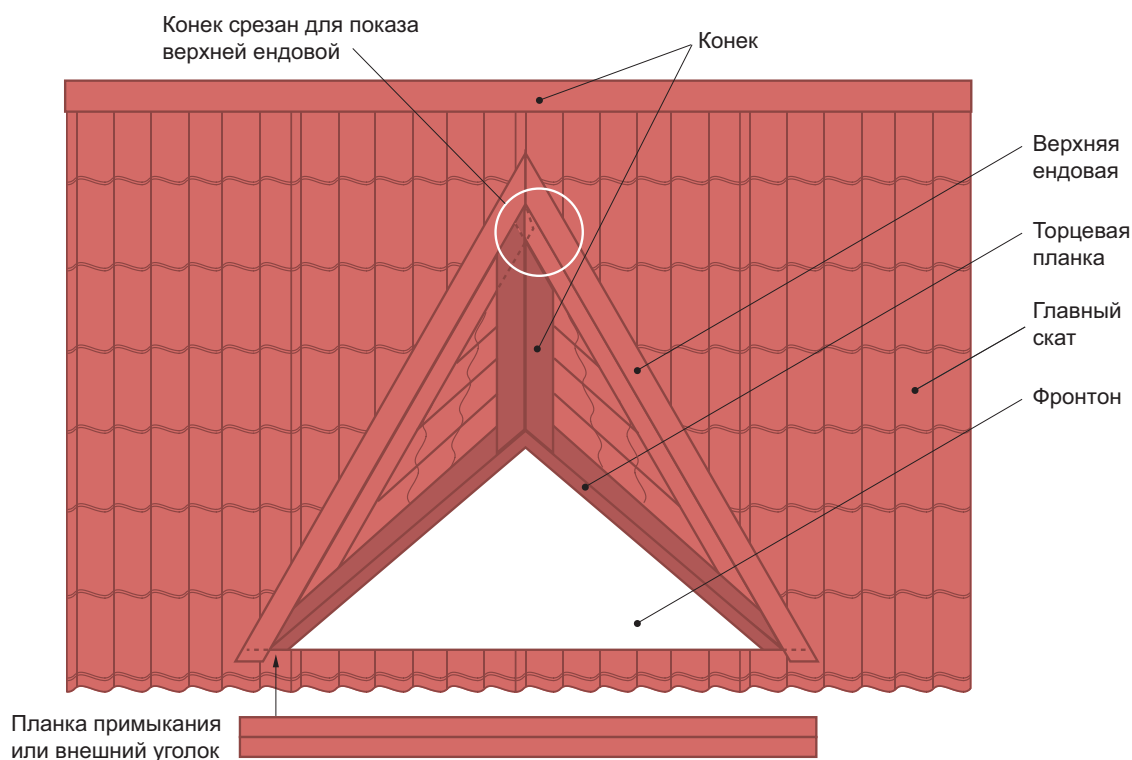 Конек срезан для показа
верхней ендовой
Конек
Верхняя
ендовая
Торцевая
планка
Главный
скат
Фронтон
Планка примыкания
или внешний уголок